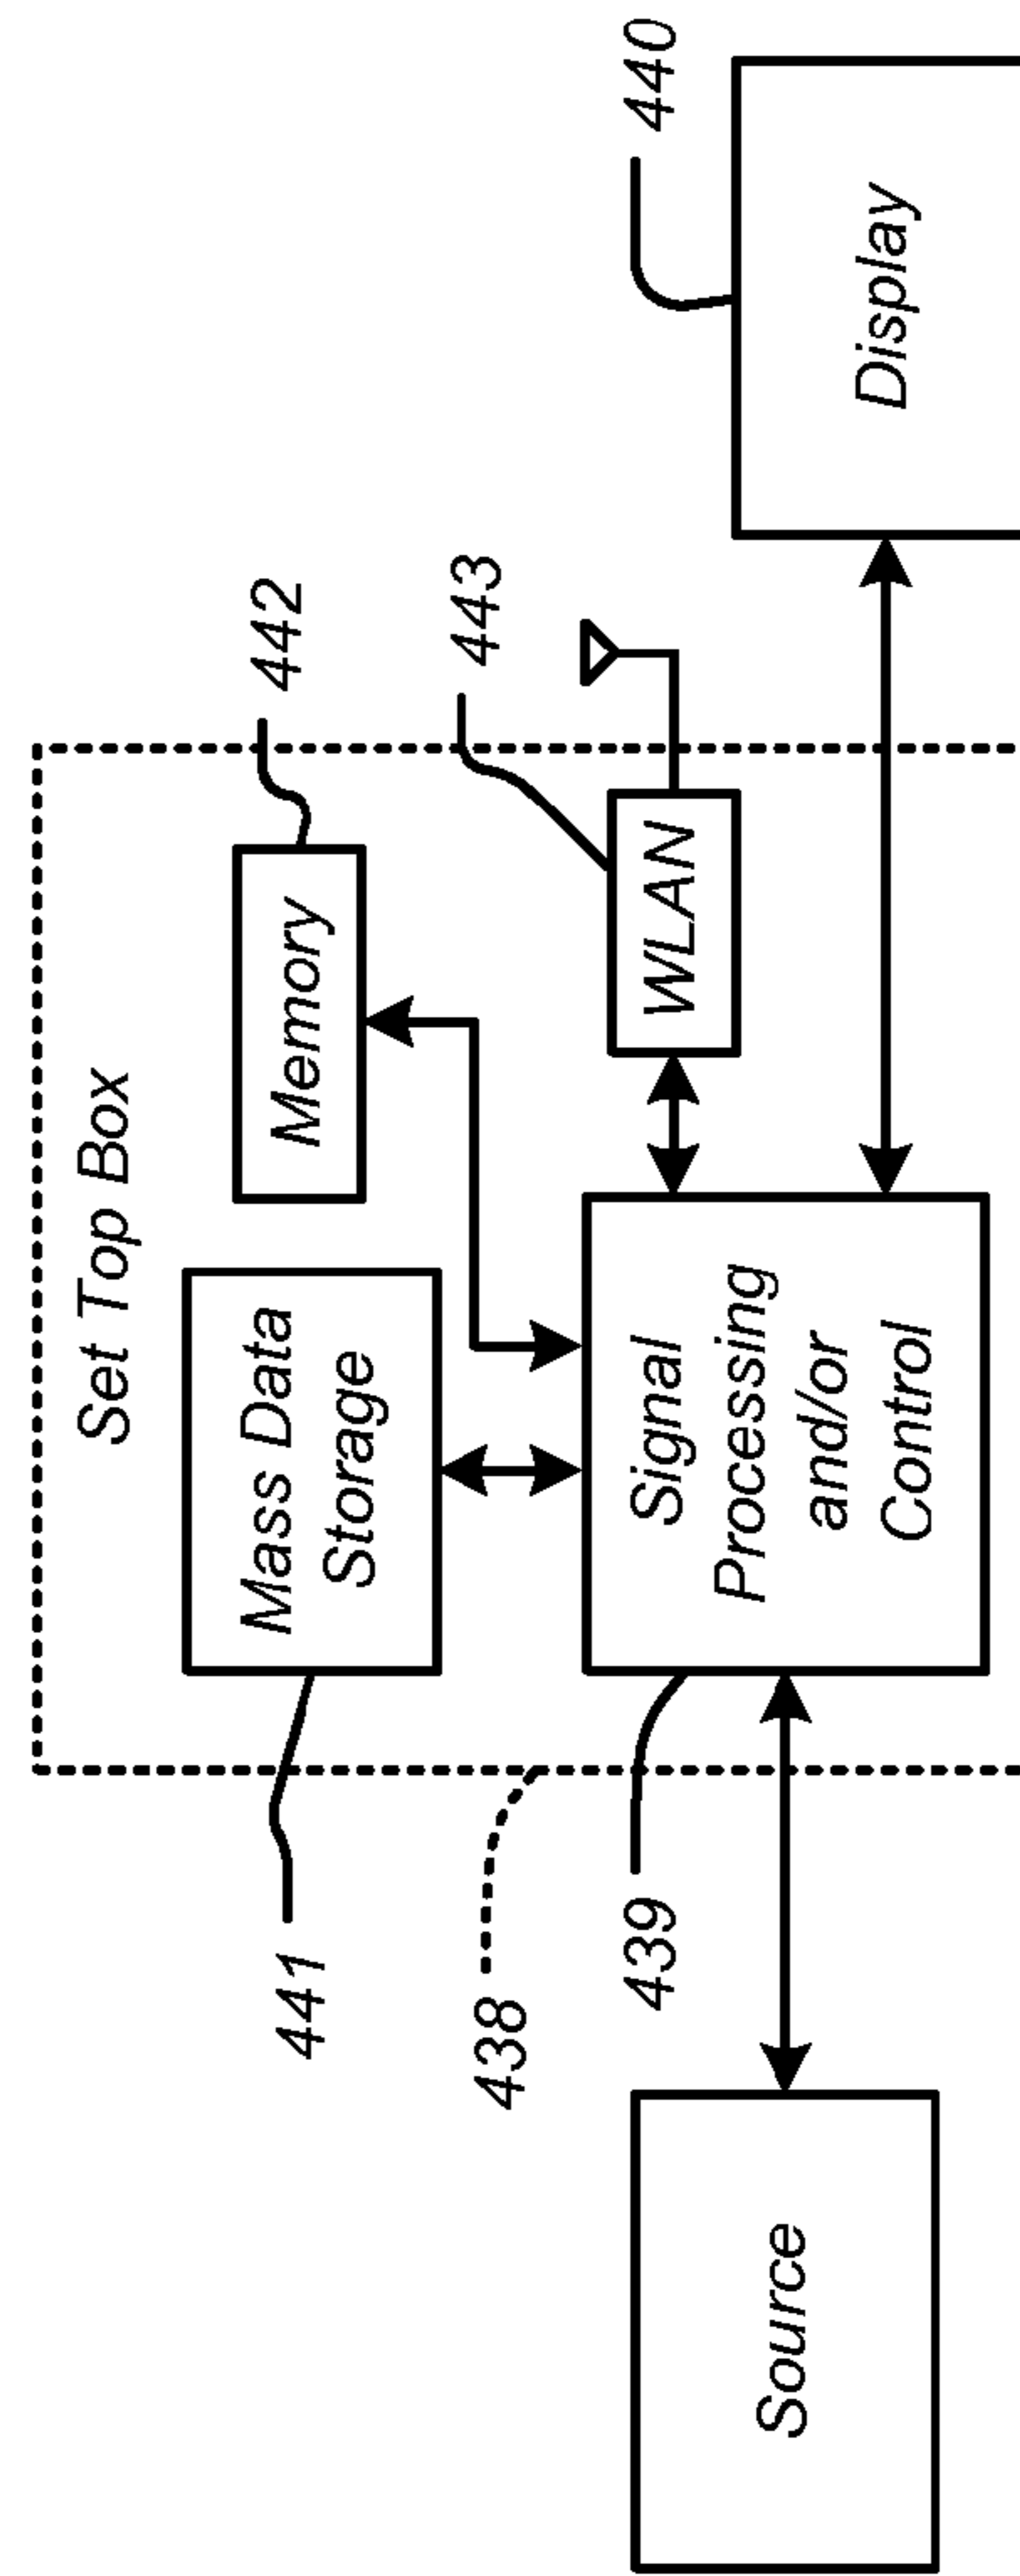 Set Top Box
441
Mass Data
Storage
Memory
442
438
443
WLAN
439
Signal
Processing
and/or
Control
440
Source
Display